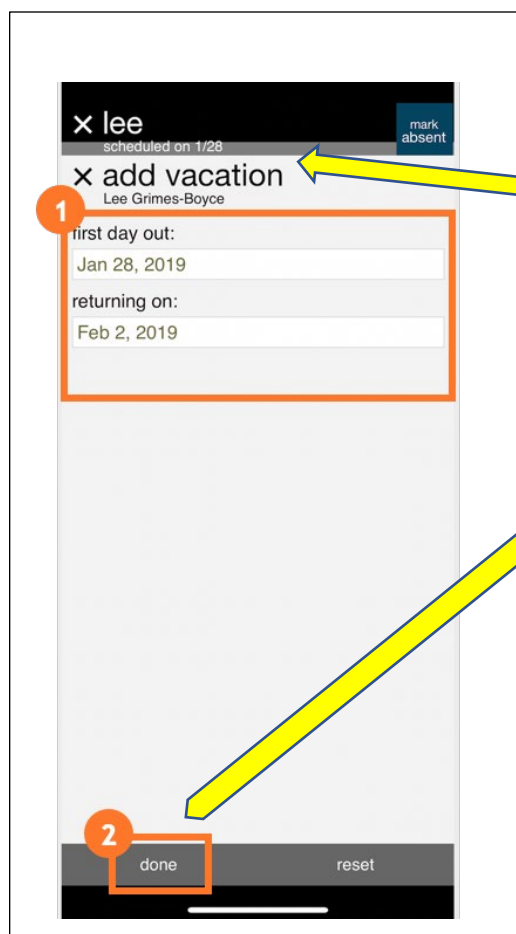 × lee
mark
absent
scheduled on 1/28
× add vacation
Lee Grimes-Boyce
1
first day out:
Jan 28, 2019
returning on:
Feb 2, 2019
2
done
reset